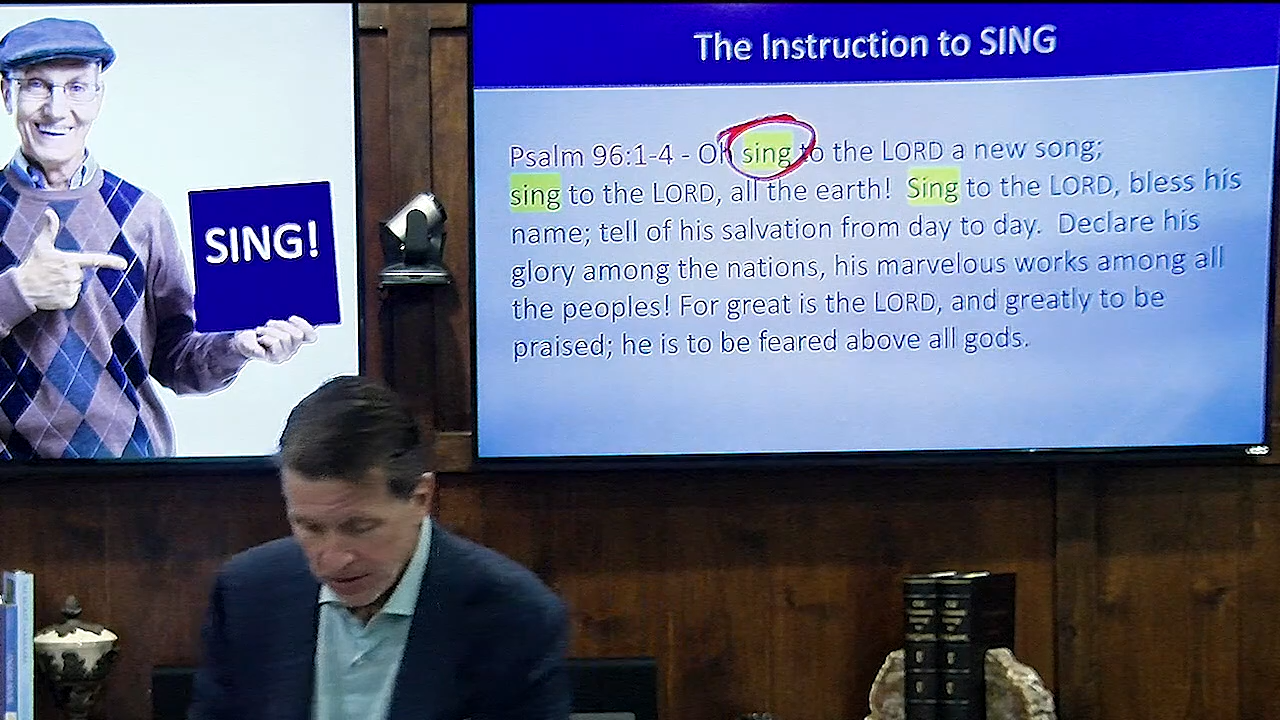 The Instruction to SING
SING!
Psalm 96:1-4 - Oh sing to the LORD a new song;
sing to the LORD, all the earth! Sing to the LORD, bless his
name; tell of his salvation from day to day. Declare his
glory among the nations, his marvelous works among all
the peoples! For great is the LORD, and greatly to be
praised; he is to be feared above all gods.